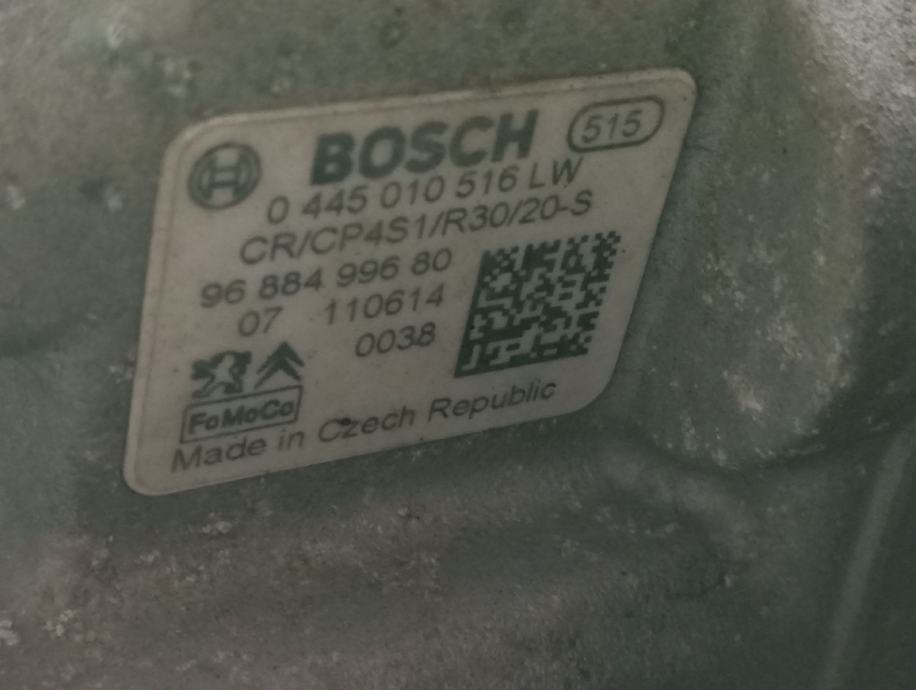 BOSCH 515
0 445 010 516 LW
CR/CP4S1/R30/20-S
96 884 996 80
07 110614
0038
FoMoCo
Made in Czech Republic